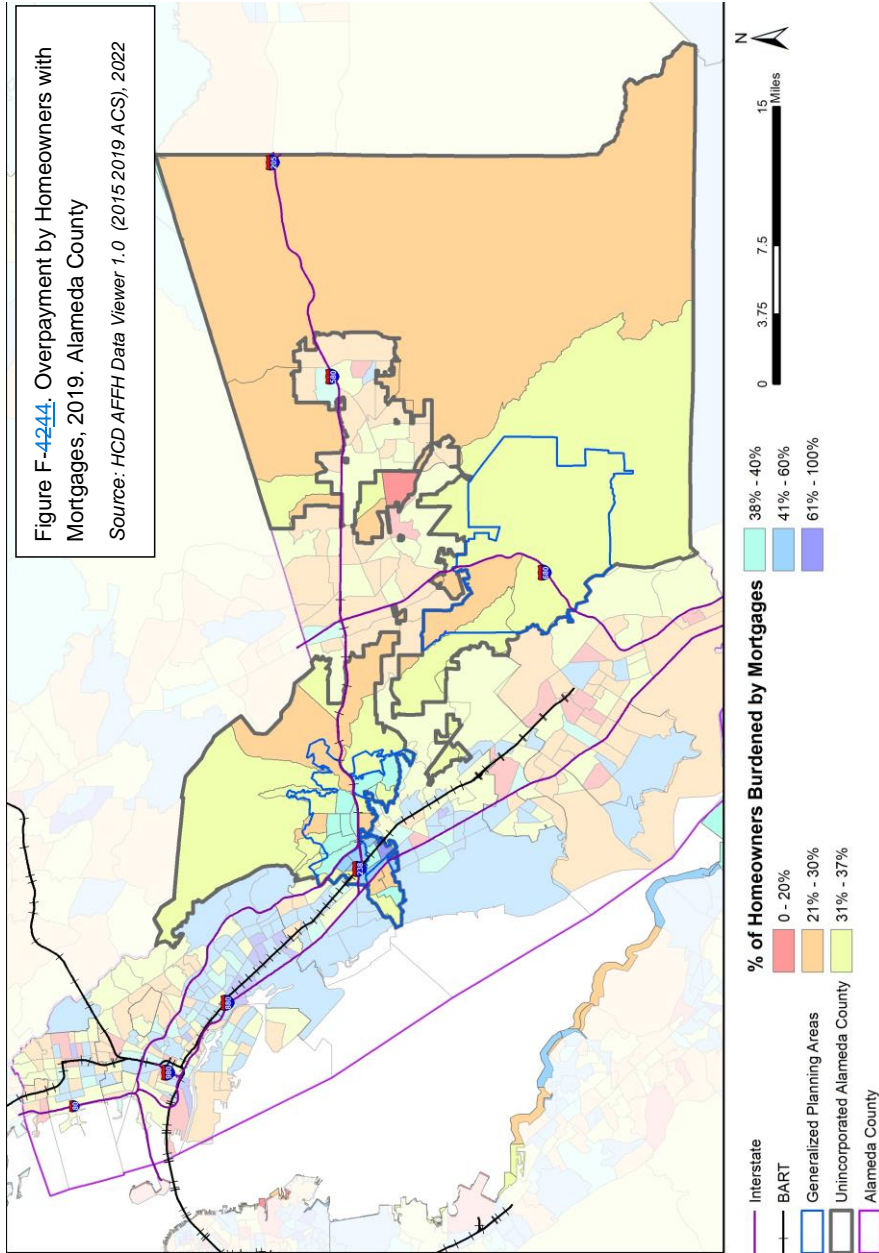 Figure F-4244. Overpayment by Homeowners with
Mortgages, 2019. Alameda County
Source: HCD AFFH Data Viewer 1.0 (2015 2019 ACS), 2022
580
680
238
880
N
0
3.75
7.5
15
Miles
Interstate
BART
Generalized Planning Areas
Unincorporated Alameda County
Alameda County
% of Homeowners Burdened by Mortgages
0 - 20%
21% - 30%
31% - 37%
38% - 40%
41% - 60%
61% - 100%